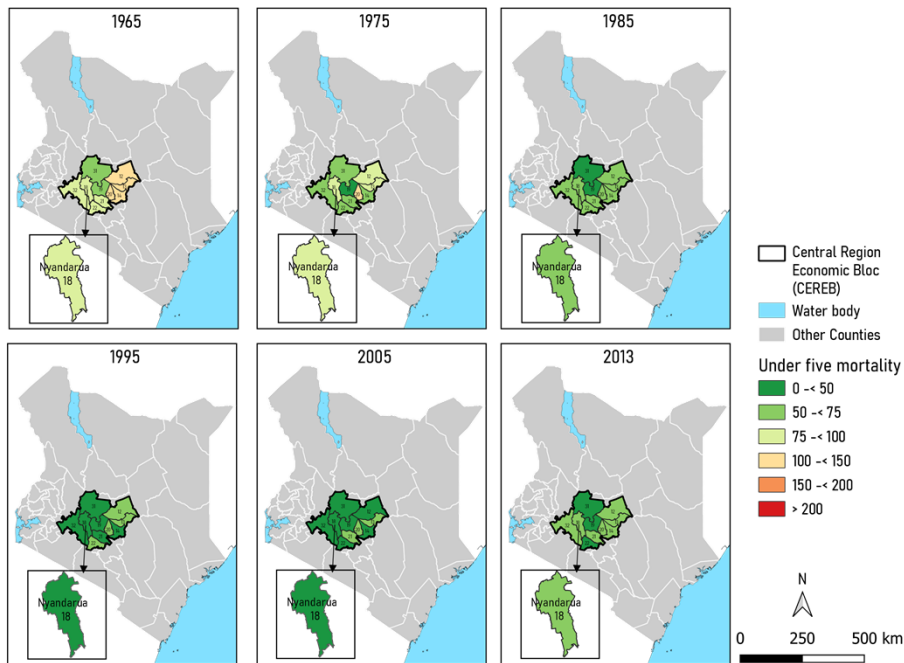 1965
1975
1985
Nyandarua
18
Nyandarua
18
Nyandarua
18
Central Region
Economic Bloc
(CEREB)
Water body
Other Counties
1995
2005
2013
Under five mortality
0 -< 50
50 -< 75
75 -< 100
100 -< 150
150 -< 200
> 200
Nyandarua
18
Nyandarua
18
Nyandarua
18
N
0 250 500 km